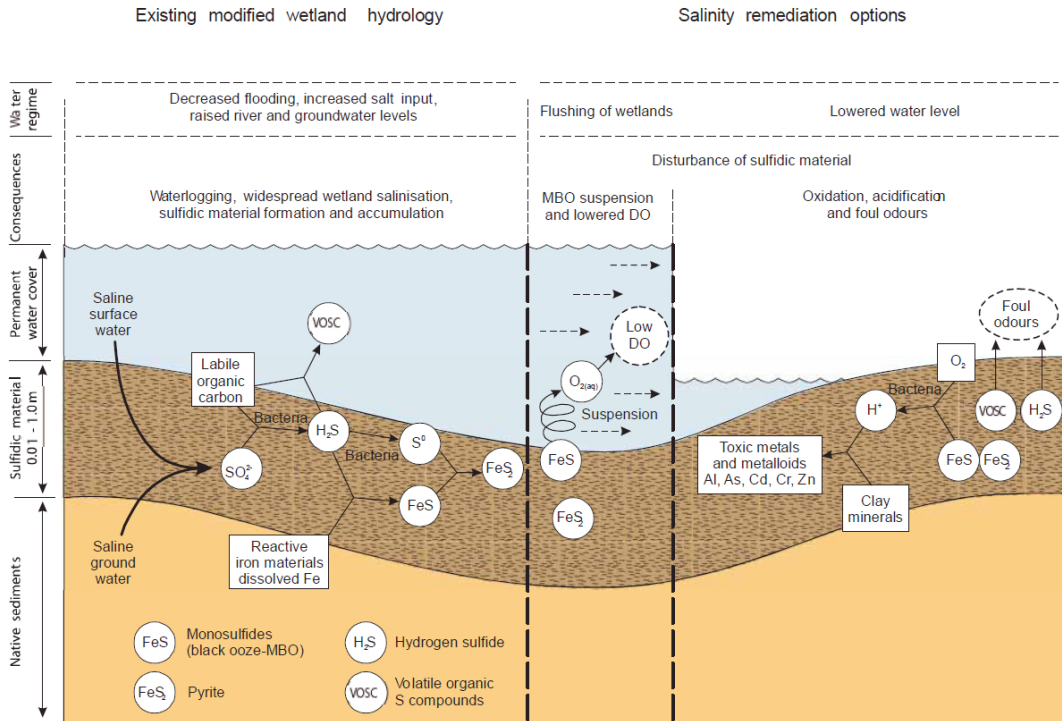 Existing modified wetland hydrology
Salinity remediation options
Water
regime
Decreased flooding, increased salt input,
raised river and groundwater levels
Flushing of wetlands
Lowered water level
Consequences
Disturbance of sulfidic material
Waterlogging, widespread wetland salinisation,
sulfidic material formation and accumulation
MBO suspension
and lowered DO
Oxidation, acidification
and foul odours
Permanent
water cover
Saline
surface
water
VOSC
Low
DO
Foul
odours
Sulfidic material
0.01 - 1.0m
Labile
organic
carbon
Bacteria
H₂S
Bacteria
S⁰
SO₄²⁻
FeS
FeS₂
O₂₍aq₎
Suspension
FeS
FeS₂
O₂
Bacteria
H⁺
VOSC
H₂S
FeS
FeS₂
Toxic metals
and metalloids
Al, As, Cd, Cr, Zn
Clay
minerals
Native sediments
Saline
ground
water
Reactive
iron materials
dissolved Fe
FeS
Monosulfides
(black ooze-MBO)
H₂S
Hydrogen sulfide
FeS₂
Pyrite
VOSC
Volatile organic
S compounds